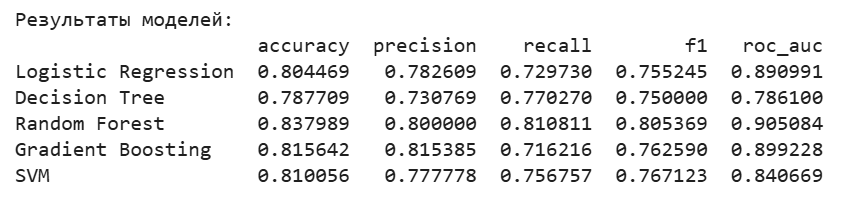 Результаты моделей:
accuracy precision recall f1 roc_auc
Logistic Regression 0.804469 0.782609 0.729730 0.755245 0.890991
Decision Tree 0.787709 0.730769 0.770270 0.750000 0.786100
Random Forest 0.837989 0.800000 0.810811 0.805369 0.905084
Gradient Boosting 0.815642 0.815385 0.716216 0.762590 0.899228
SVM 0.810056 0.777778 0.756757 0.767123 0.840669